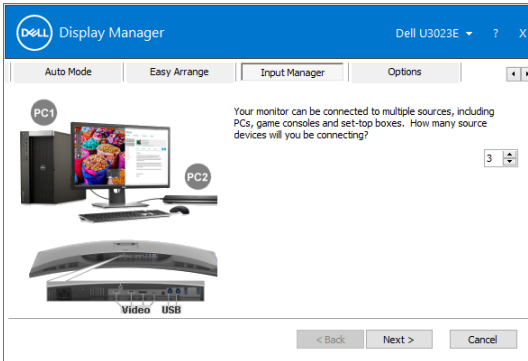 DELL Display Manager
Dell U3023E ? X
Auto Mode Easy Arrange Input Manager Options
PC1
PC2
Your monitor can be connected to multiple sources, including
PCs, game consoles and set-top boxes. How many source
devices will you be connecting?
3
Video USB
< Back Next > Cancel